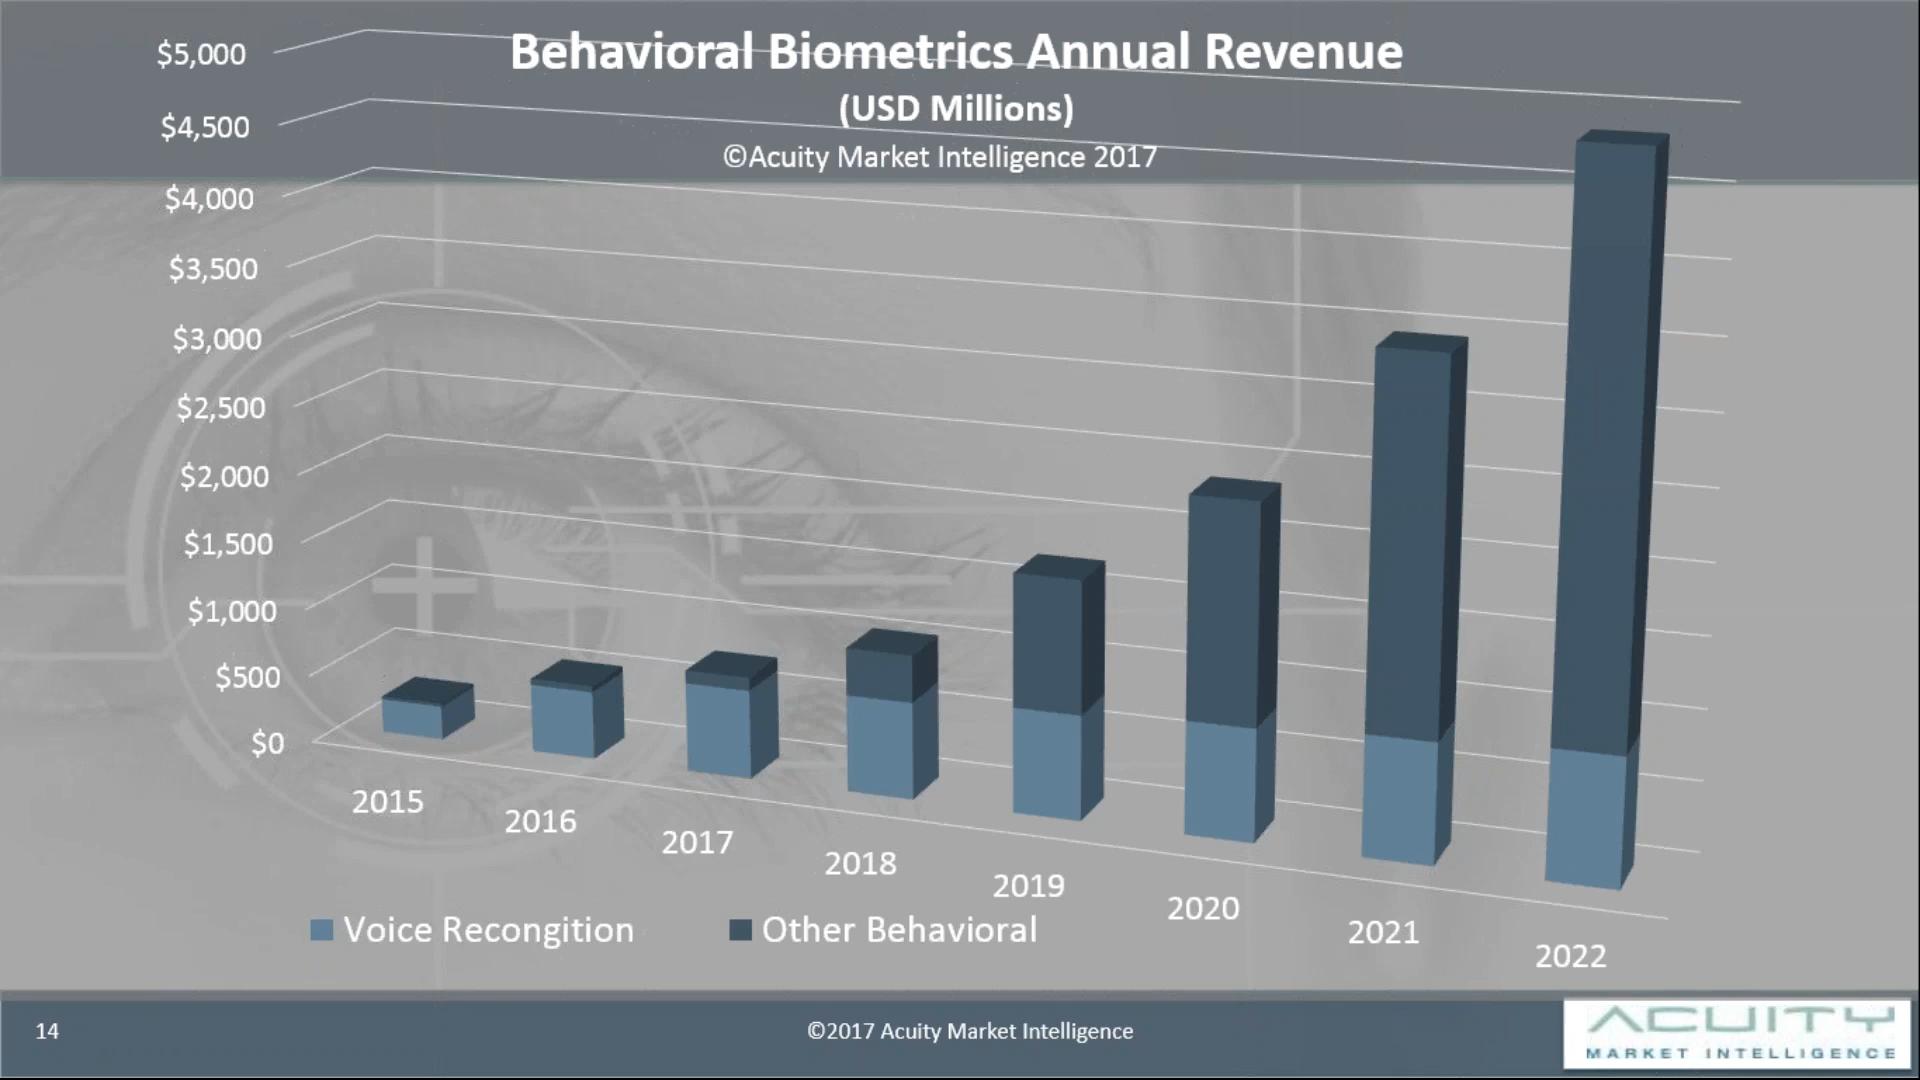 Behavioral Biometrics Annual Revenue
(USD Millions)
©Acuity Market Intelligence 2017
$5,000
$4,500
$4,000
$3,500
$3,000
$2,500
$2,000
$1,500
$1,000
$500
$0
2015
2016
2017
2018
2019
2020
2021
2022
Voice Recongition
Other Behavioral
14
©2017 Acuity Market Intelligence
ACUITY
MARKET INTELLIGENCE